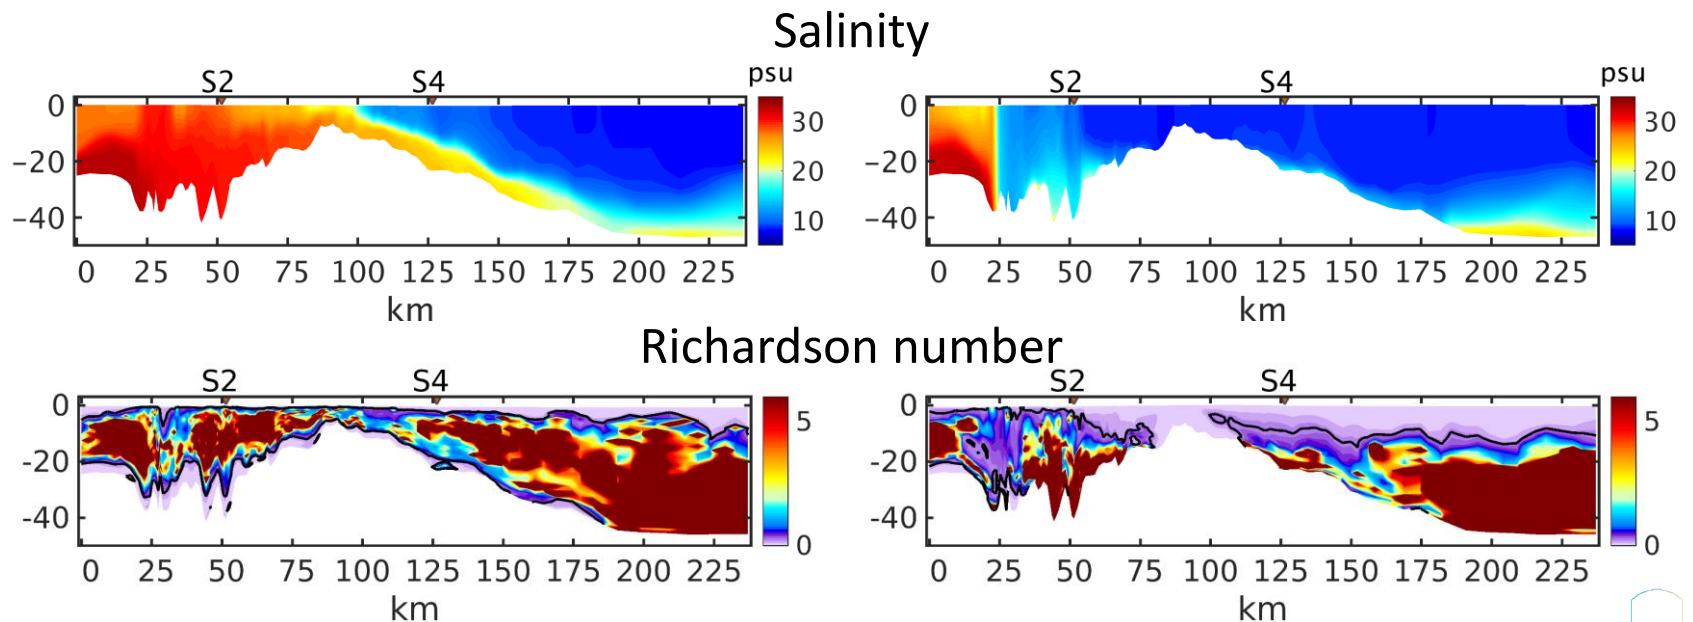 Salinity
S2 S4 psu S2 S4 psu
0 30 0 30
−20 20 −20 20
−40 10 −40 10
0 25 50 75 100 125 150 175 200 225 0 25 50 75 100 125 150 175 200 225
km km
Richardson number
S2 S4 S2 S4
0 5 0 5
-20 -20
-40 0 -40 0
0 25 50 75 100 125 150 175 200 225 0 25 50 75 100 125 150 175 200 225
km km